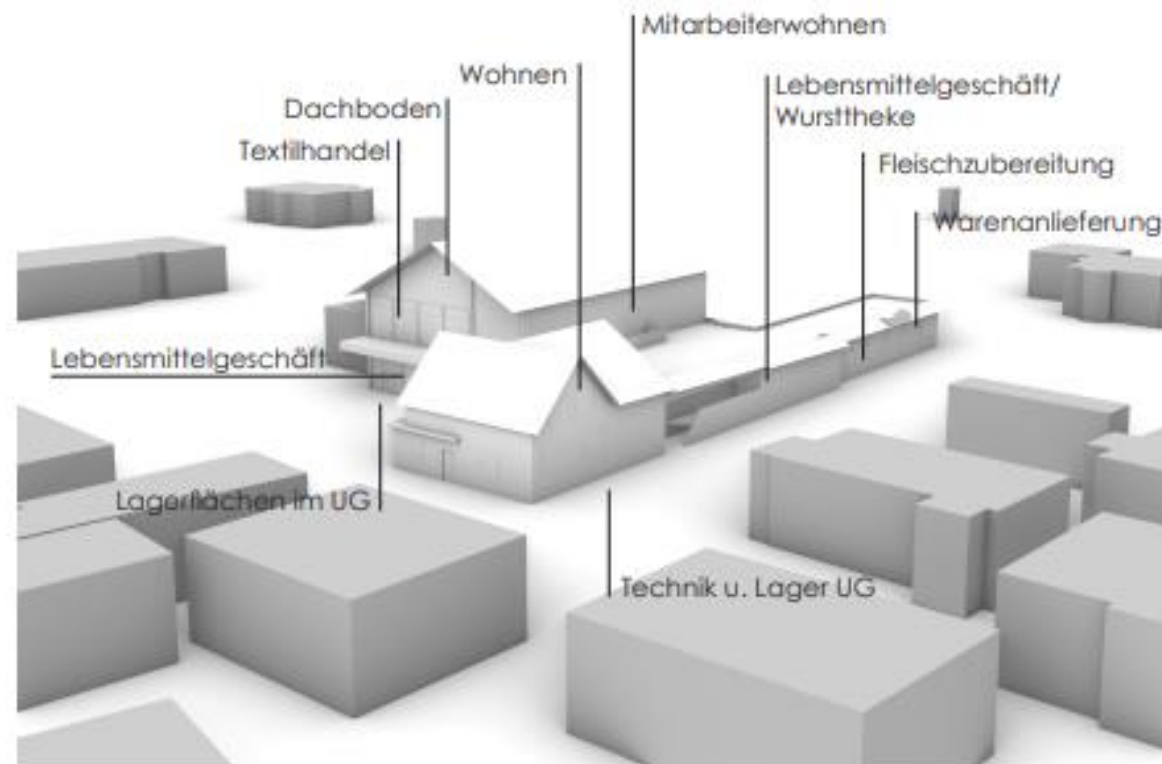 Mitarbeiterwohnen
Wohnen
Lebensmittelgeschäft/
Wursttheke
Dachboden
Textilhandel
Fleischzubereitung
Warenanlieferung
Lebensmittelgeschäft
Lagerflächen im UG
Technik u. Lager UG